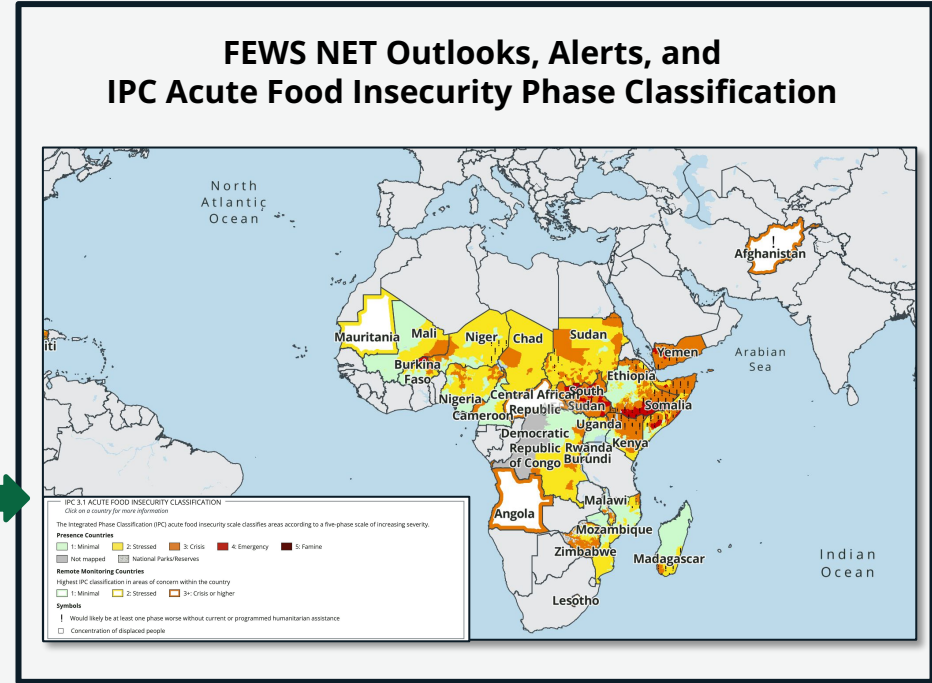 FEWS NET Outlooks, Alerts, and
IPC Acute Food Insecurity Phase Classification
North
Atlantic
Ocean
Afghanistan
!
iti
Mauritania
Mali
Niger
Chad
Sudan
Yemen
Arabian
Sea
Burkina
Faso
Ethiopia
Nigeria
Central African
Republic
South
Sudan
Somalia
Cameroon
Uganda
Kenya
Democratic
Republic
of Congo
Rwanda
Burundi
Malawi
Angola
Mozambique
Zimbabwe
Madagascar
Lesotho
Indian
Ocean
IPC 3.1 ACUTE FOOD INSECURITY CLASSIFICATION
Click on a country for more information
The Integrated Phase Classification (IPC) acute food insecurity scale classifies areas according to a five-phase scale of increasing severity.
Presence Countries
1: Minimal 2: Stressed 3: Crisis 4: Emergency 5: Famine
Not mapped National Parks/Reserves
Remote Monitoring Countries
Highest IPC classification in areas of concern within the country
1: Minimal 2: Stressed 3+: Crisis or higher
Symbols
! Would likely be at least one phase worse without current or programmed humanitarian assistance
Concentration of displaced people